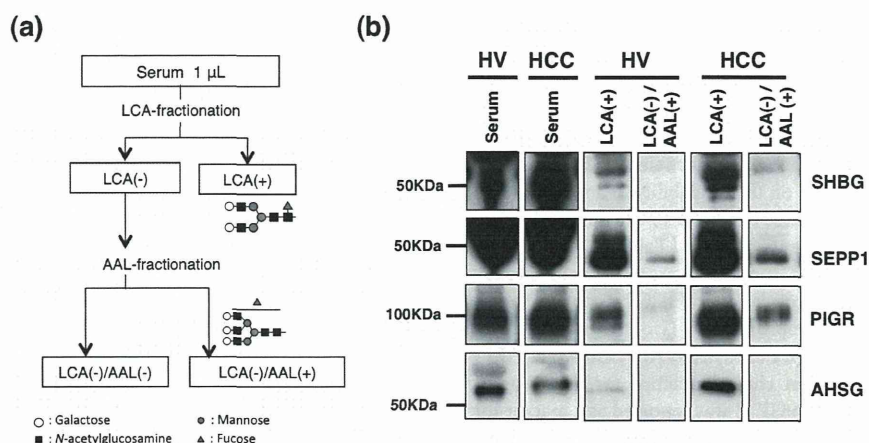 (a)
Serum 1 µL
LCA-fractionation
LCA(-)
LCA(+)
AAL-fractionation
LCA(-)/AAL(-)
LCA(-)/AAL(+)
: Galactose
: Mannose
: N-acetylglucosamine
: Fucose
(b)
HV
HCC
HV
HCC
Serum
Serum
LCA(+)
LCA(-) /
AAL(+)
LCA(+)
LCA(-) /
AAL (+)
50KDa
SHBG
50KDa
SEPP1
100KDa
PIGR
50KDa
AHSG